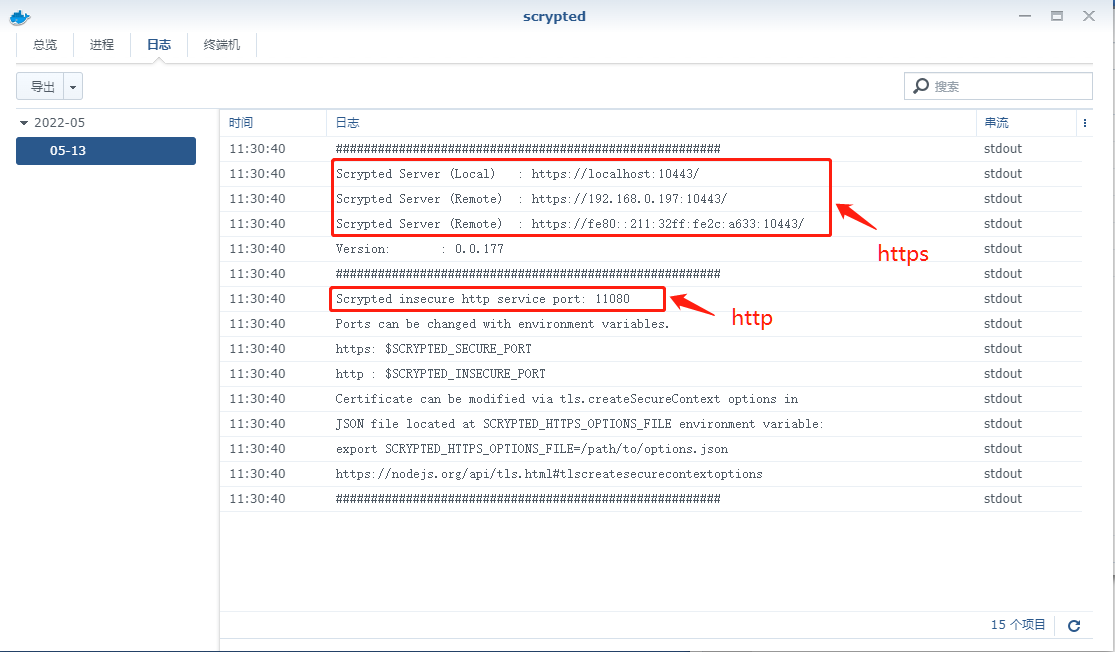 scrypted
总览 进程 日志 终端机
导出 搜索
2022-05
05-13
时间 日志 串流
11:30:40 ####################################################### stdout
11:30:40 Scrypted Server (Local) : https://localhost:10443/ stdout
11:30:40 Scrypted Server (Remote) : https://192.168.0.197:10443/ stdout
11:30:40 Scrypted Server (Remote) : https://fe80::211:32ff:fe2c:a633:10443/ stdout
https
11:30:40 Version: : 0.0.177 stdout
11:30:40 ####################################################### stdout
11:30:40 Scrypted insecure http service port: 11080 stdout
http
11:30:40 Ports can be changed with environment variables. stdout
11:30:40 https: $SCRYPTED_SECURE_PORT stdout
11:30:40 http : $SCRYPTED_INSECURE_PORT stdout
11:30:40 Certificate can be modified via tls.createSecureContext options in stdout
11:30:40 JSON file located at SCRYPTED_HTTPS_OPTIONS_FILE environment variable: stdout
11:30:40 export SCRYPTED_HTTPS_OPTIONS_FILE=/path/to/options.json stdout
11:30:40 https://nodejs.org/api/tls.html#tlscreatesecurecontextoptions stdout
11:30:40 ####################################################### stdout
15 个项目